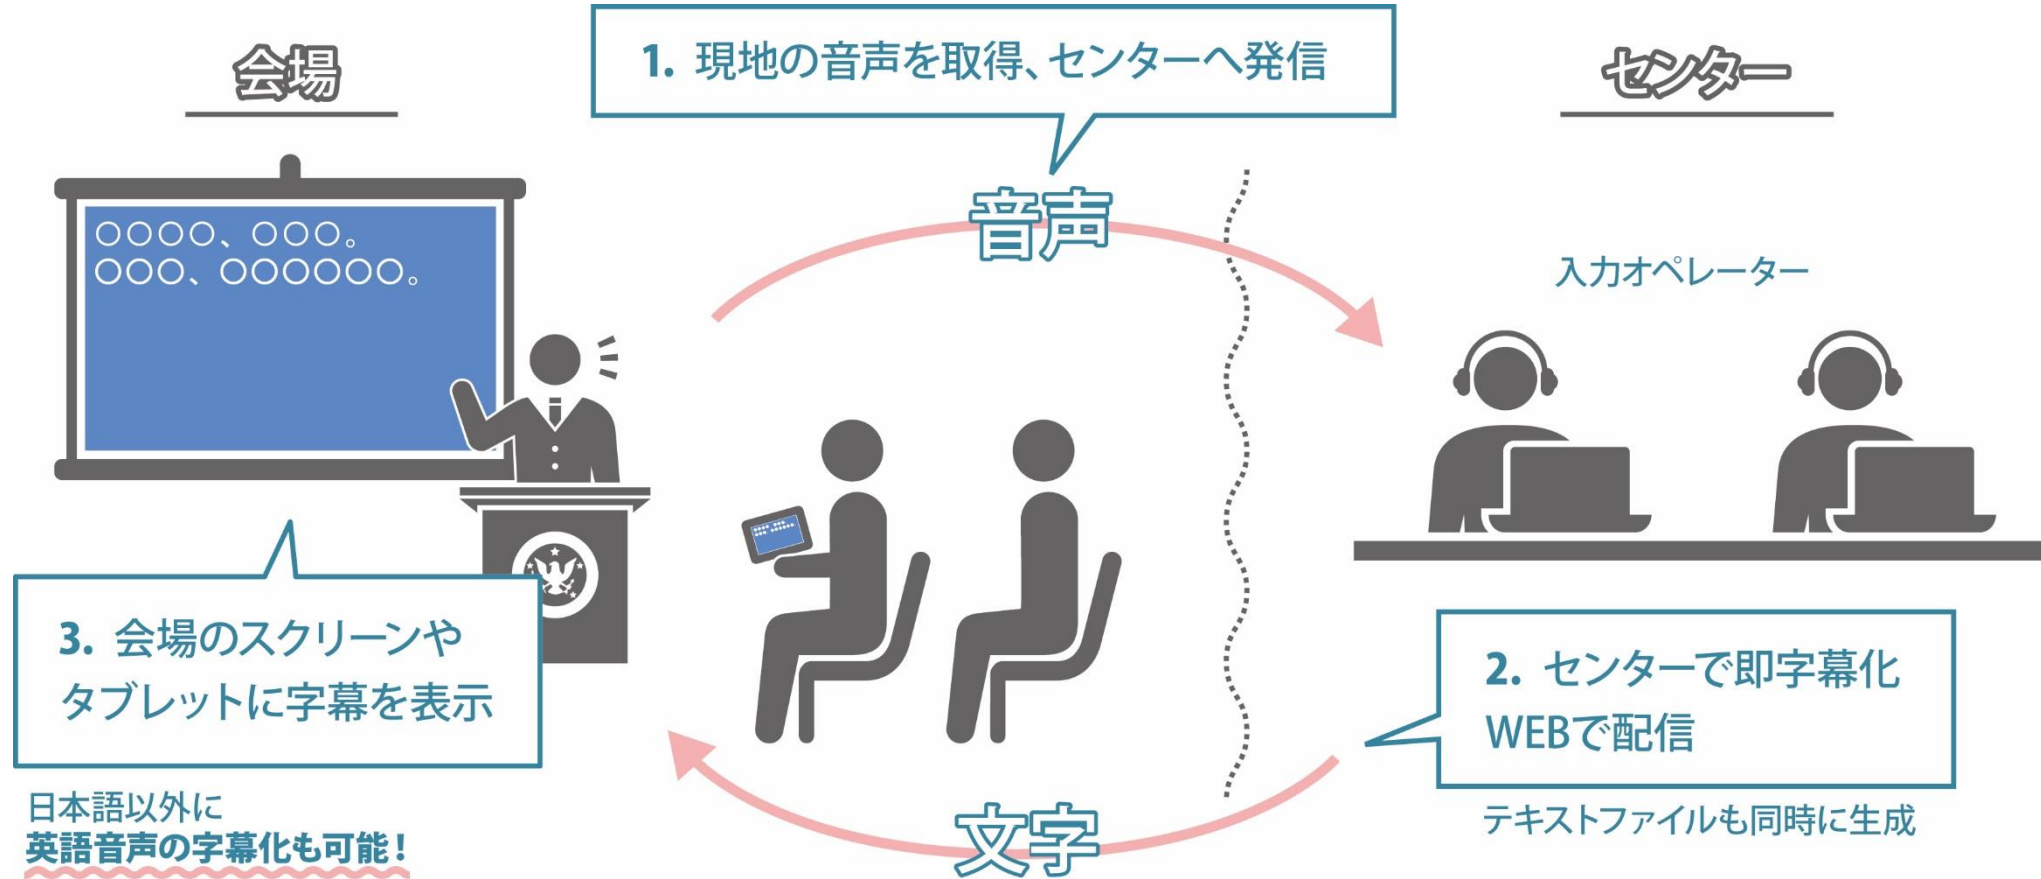 会場
1. 現地の音声を取得、センターへ発信
センター
○○○○、○○○。
○○○、○○○○○○。
音声
入力オペレーター
3. 会場のスクリーンや
タブレットに字幕を表示
2. センターで即字幕化
WEBで配信
日本語以外に
英語音声の字幕化も可能！
文字
テキストファイルも同時に生成